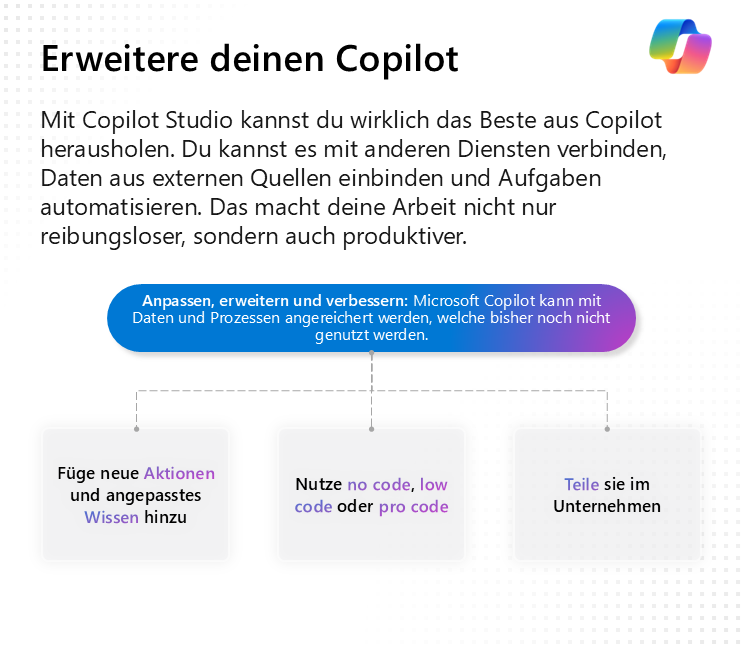 Erweitere deinen Copilot
Mit Copilot Studio kannst du wirklich das Beste aus Copilot
herausholen. Du kannst es mit anderen Diensten verbinden,
Daten aus externen Quellen einbinden und Aufgaben
automatisieren. Das macht deine Arbeit nicht nur
reibungsloser, sondern auch produktiver.
Anpassen, erweitern und verbessern: Microsoft Copilot kann mit
Daten und Prozessen angereichert werden, welche bisher noch nicht
genutzt werden.
Füge neue Aktionen
und angepasstes
Wissen hinzu
Nutze no code, low
code oder pro code
Teile sie im
Unternehmen